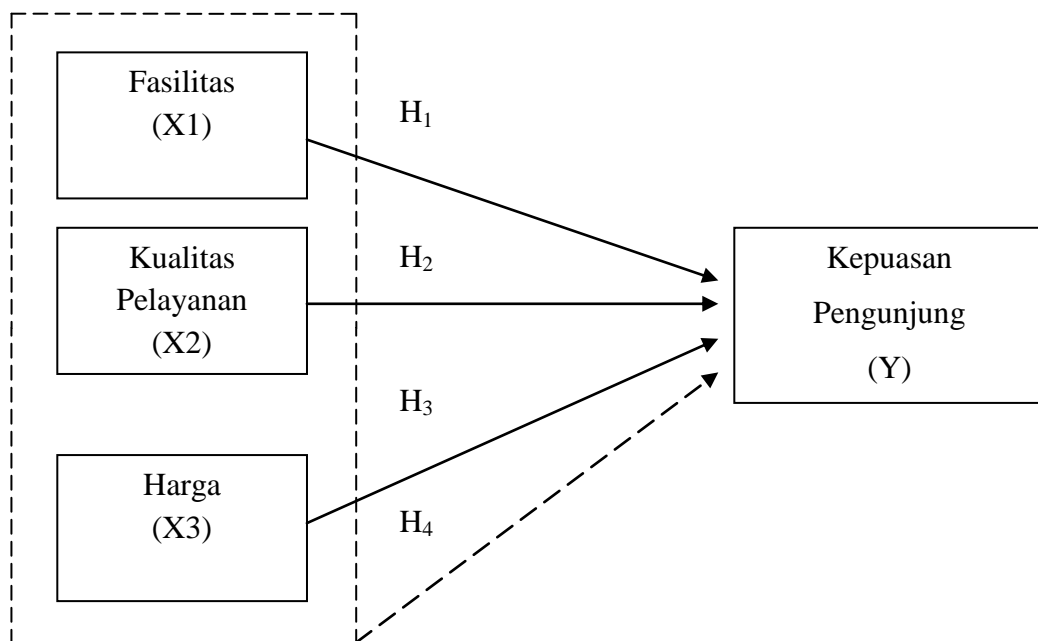 Fasilitas
(X1)
H₁
Kualitas
Pelayanan
(X2)
H₂
Kepuasan
Pengunjung
(Y)
H₃
Harga
(X3)
H₄